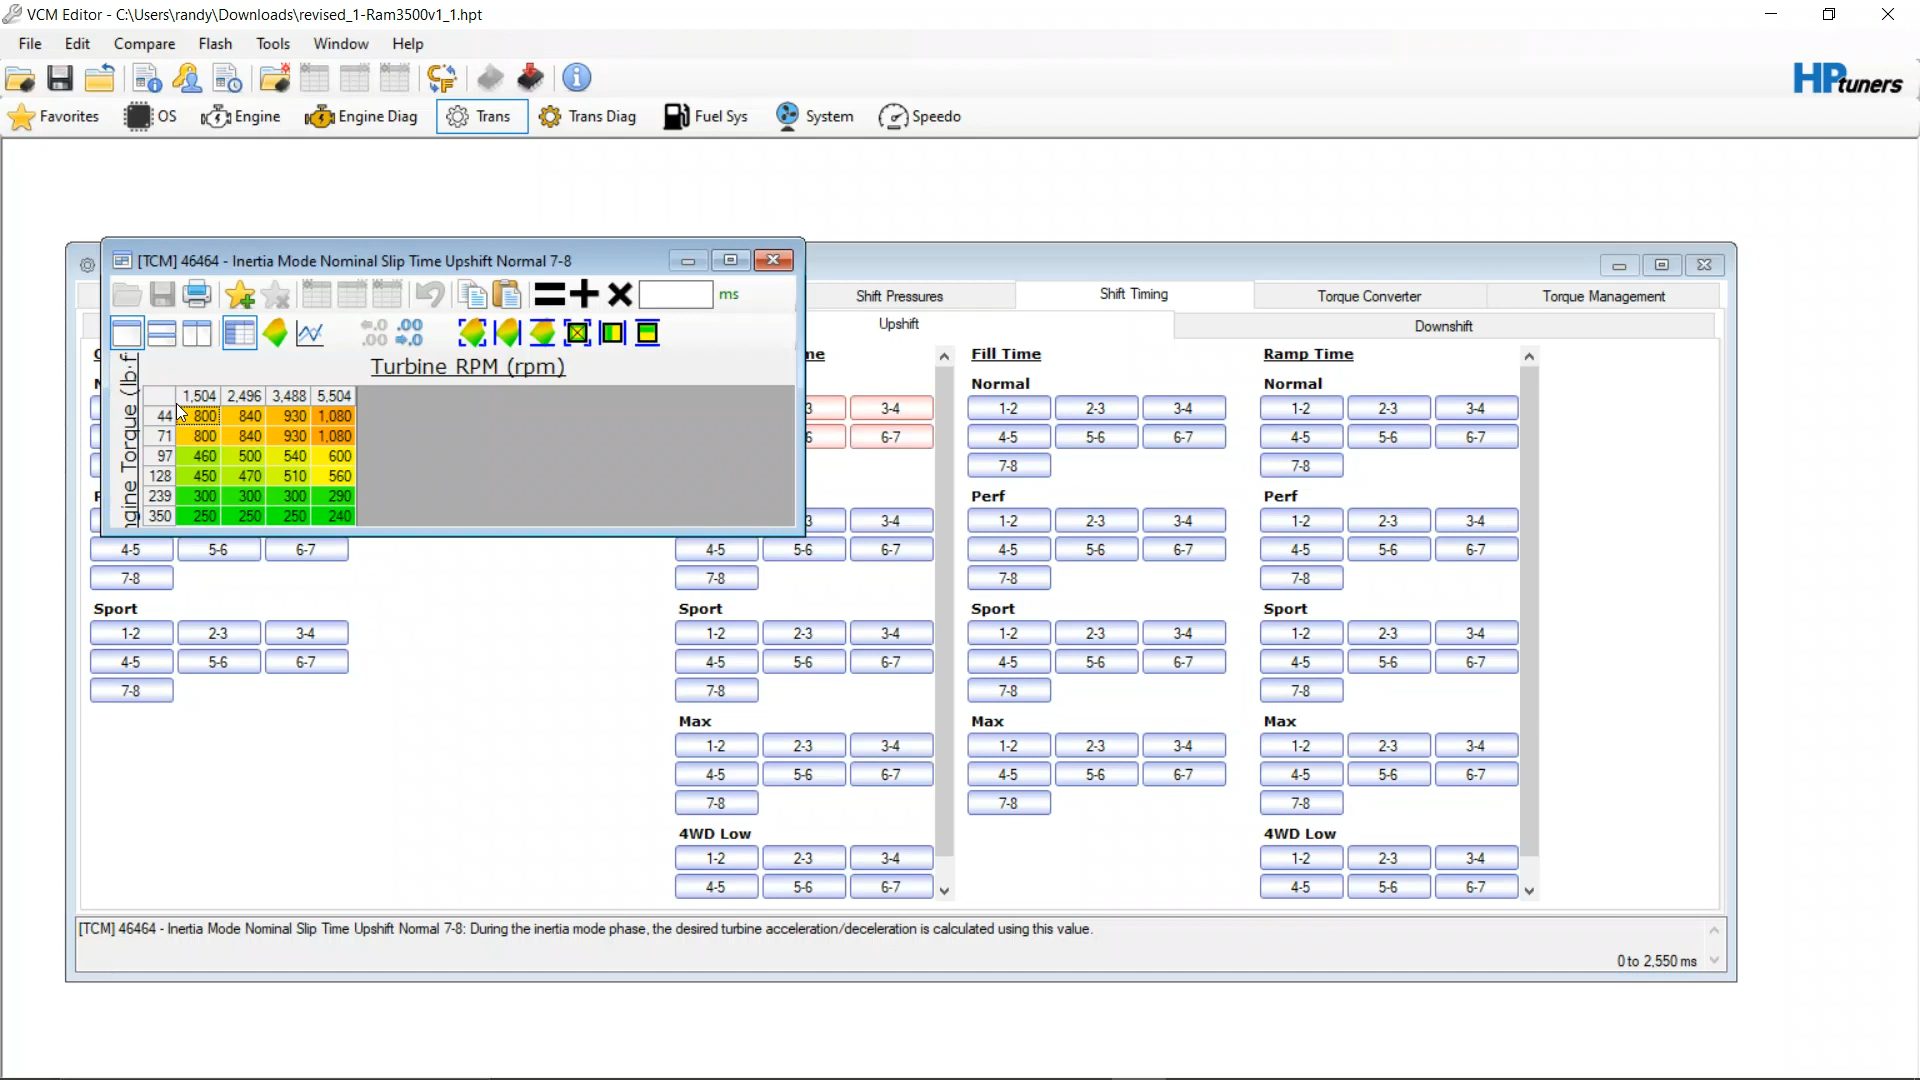 VCM Editor - C:\Users\randy\Downloads\revised_1-Ram3500v1_1.hpt
File Edit Compare Flash Tools Window Help
HPtuners
Favorites OS Engine Engine Diag Trans Trans Diag Fuel Sys System Speedo
[TCM] 46464 - Inertia Mode Nominal Slip Time Upshift Normal 7-8
ms
Turbine RPM (rpm)
1,504 2,496 3,488 5,504
44 800 840 930 1,080
71 800 840 930 1,080
97 460 500 540 600
128 450 470 510 560
239 300 300 300 290
350 250 250 250 240
Shift Pressures Shift Timing Torque Converter Torque Management
Upshift Downshift
4-5 5-6 6-7
7-8
Sport
1-2 2-3 3-4
4-5 5-6 6-7
7-8
3-4
6-7
3-4
4-5 5-6 6-7
7-8
Sport
1-2 2-3 3-4
4-5 5-6 6-7
7-8
Max
1-2 2-3 3-4
4-5 5-6 6-7
7-8
4WD Low
1-2 2-3 3-4
4-5 5-6 6-7
Fill Time
Normal
1-2 2-3 3-4
4-5 5-6 6-7
7-8
Perf
1-2 2-3 3-4
4-5 5-6 6-7
7-8
Sport
1-2 2-3 3-4
4-5 5-6 6-7
7-8
Max
1-2 2-3 3-4
4-5 5-6 6-7
7-8
Ramp Time
Normal
1-2 2-3 3-4
4-5 5-6 6-7
7-8
Perf
1-2 2-3 3-4
4-5 5-6 6-7
7-8
Sport
1-2 2-3 3-4
4-5 5-6 6-7
7-8
Max
1-2 2-3 3-4
4-5 5-6 6-7
7-8
4WD Low
1-2 2-3 3-4
4-5 5-6 6-7
[TCM] 46464 - Inertia Mode Nominal Slip Time Upshift Normal 7-8: During the inertia mode phase, the desired turbine acceleration/deceleration is calculated using this value.
0 to 2,550 ms